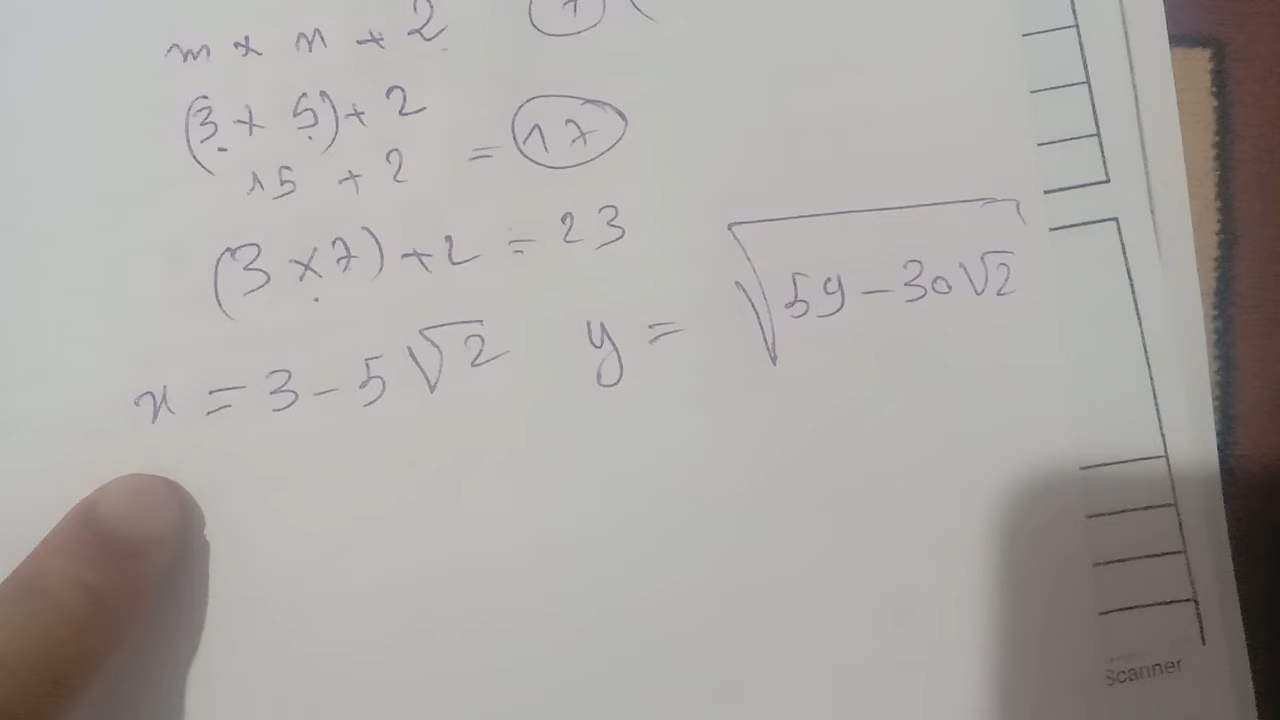 m × n + 2
(3 × 5) + 2
15 + 2 = 17
(3 × 7) + 2 = 23
x = 3 - 5√2 y = √(59 - 30√2)
Scanner